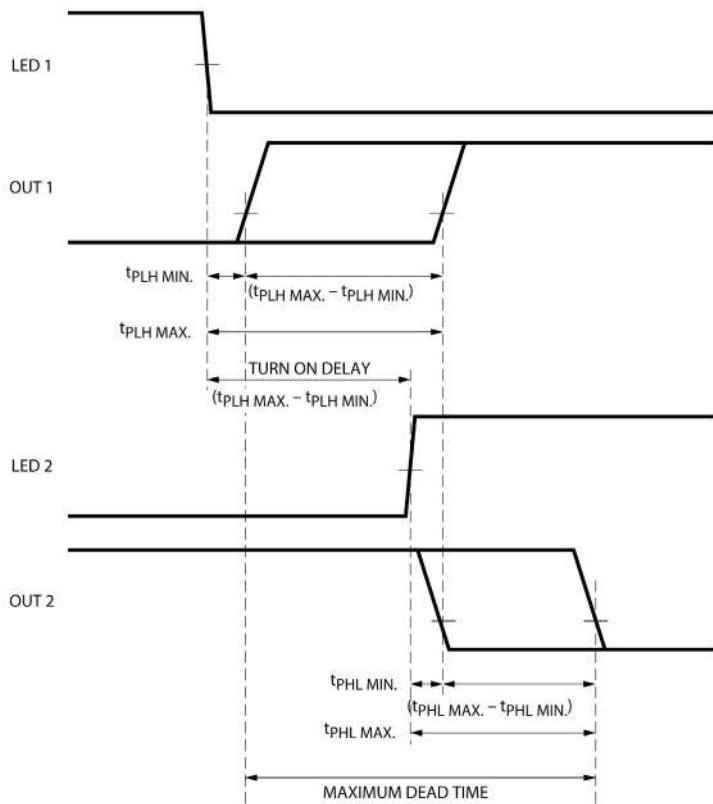 LED 1
OUT 1
tPLH MIN.
(tPLH MAX. – tPLH MIN.)
tPLH MAX.
TURN ON DELAY
(tPLH MAX. – tPLH MIN.)
LED 2
OUT 2
tPHL MIN.
(tPHL MAX. – tPHL MIN.)
tPHL MAX.
MAXIMUM DEAD TIME